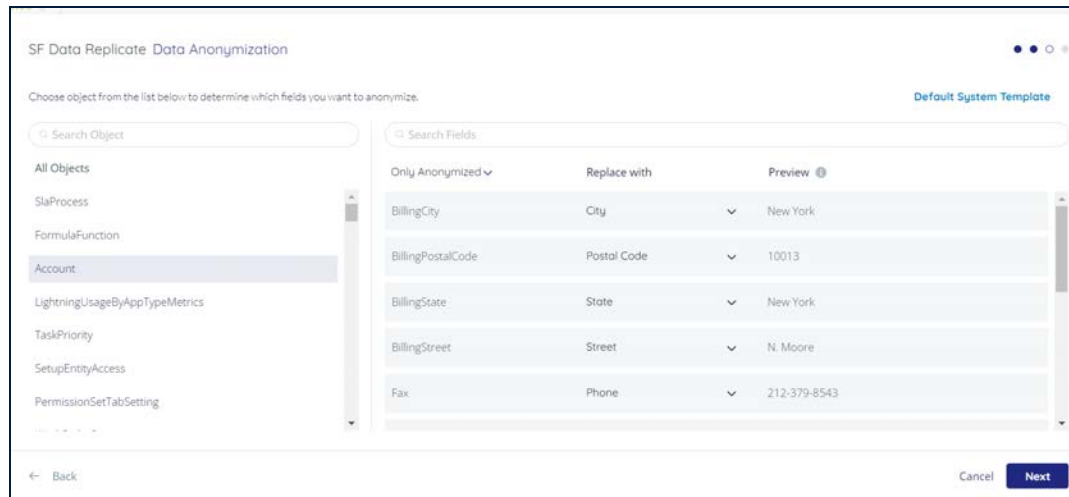 SF Data Replicate Data Anonymization
Choose object from the list below to determine which fields you want to anonymize.
Default System Template
Search Object
Search Fields
All Objects
Only Anonymized Replace with Preview
SlaProcess
FormulaFunction
Account
LightningUsageByAppTypeMetrics
TaskPriority
SetupEntityAccess
PermissionSetTabSetting
BillingCity City New York
BillingPostalCode Postal Code 10013
BillingState State New York
BillingStreet Street N. Moore
Fax Phone 212-379-8543
← Back
Cancel Next